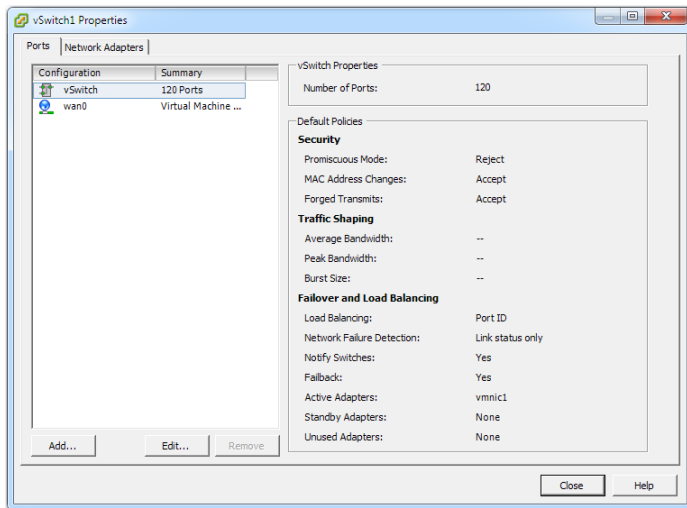 vSwitch1 Properties
Ports Network Adapters
Configuration Summary
vSwitch 120 Ports
wan0 Virtual Machine ...
Add... Edit... Remove
vSwitch Properties
Number of Ports: 120
Default Policies
Security
Promiscuous Mode: Reject
MAC Address Changes: Accept
Forged Transmits: Accept
Traffic Shaping
Average Bandwidth: --
Peak Bandwidth: --
Burst Size: --
Failover and Load Balancing
Load Balancing: Port ID
Network Failure Detection: Link status only
Notify Switches: Yes
Failback: Yes
Active Adapters: vmnic1
Standby Adapters: None
Unused Adapters: None
Close Help